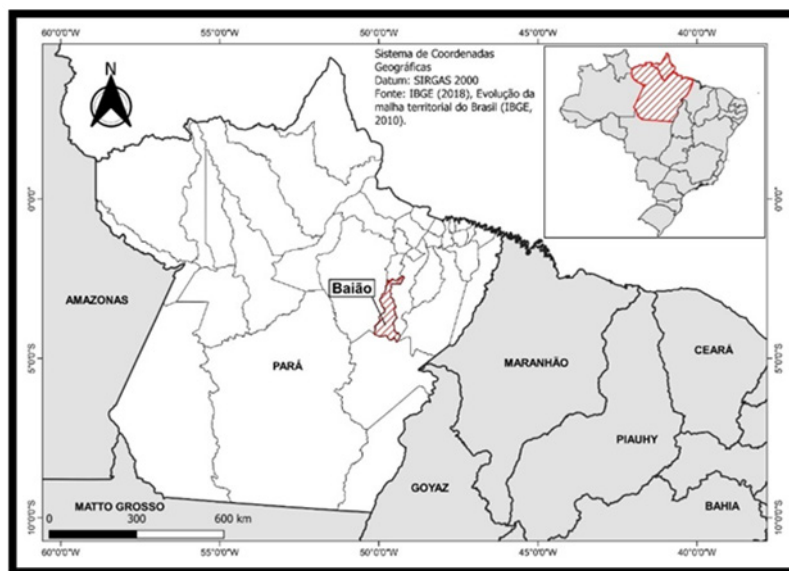 60°0'0"W 55°0'0"W 50°0'0"W 45°0'0"W 40°0'0"W
Sistema de Coordenadas
Geográficas
Datum: SIRGAS 2000
Fonte: IBGE (2018), Evolução da
malha territorial do Brasil (IBGE,
2010).
N
0°0'0" 0°0'0"
Baião
AMAZONAS
PARÁ
MARANHÃO
CEARÁ
5°0'0"S 5°0'0"S
PIAUHY
GOYAZ
MATTO GROSSO
BAHIA
0 300 600 km
10°0'0"S 10°0'0"S
60°0'0"W 55°0'0"W 50°0'0"W 45°0'0"W 40°0'0"W